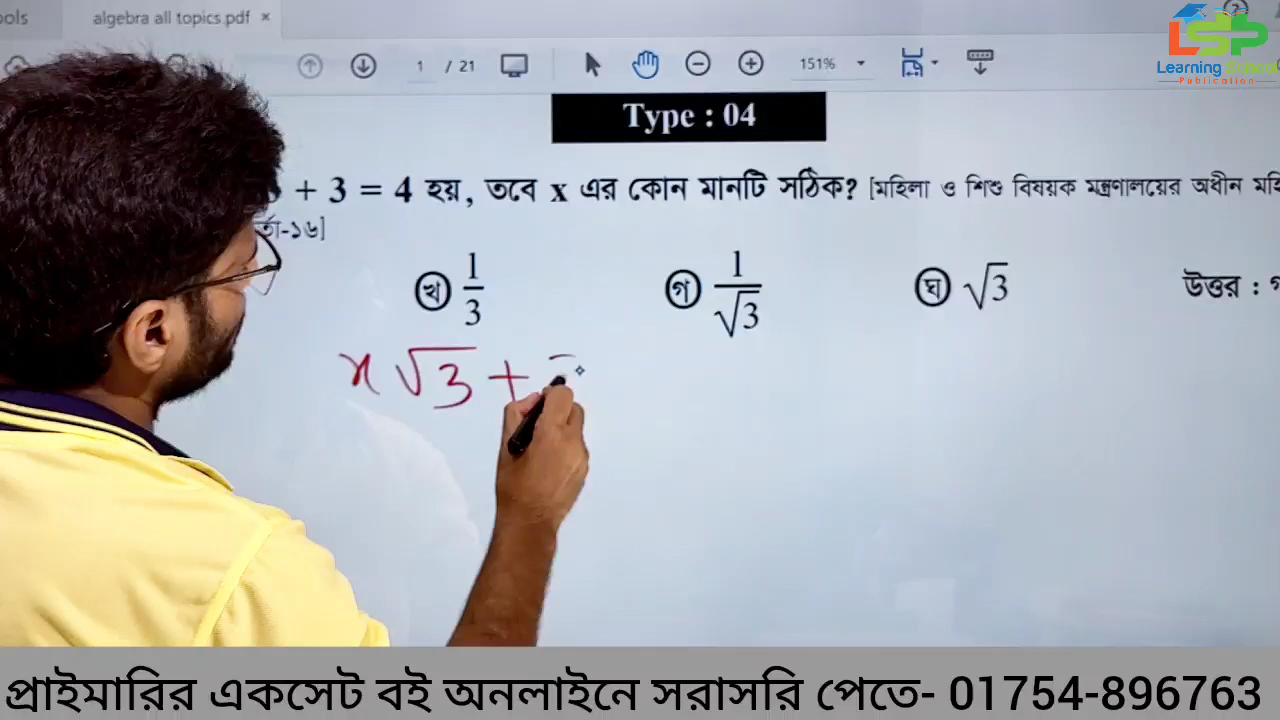 ools algebra all topics.pdf ×
1 / 21 151%
LSP
Learning School
Publication
Type : 04
+ 3 = 4 হয়, তবে x এর কোন মানটি সঠিক? [মহিলা ও শিশু বিষয়ক মন্ত্রণালয়ের অধীন মহি
র্তা-১৬]
খ 1/3 গ 1/√3 ঘ √3 উত্তর : গ
x √3 +
প্রাইমারির একসেট বই অনলাইনে সরাসরি পেতে- 01754-896763